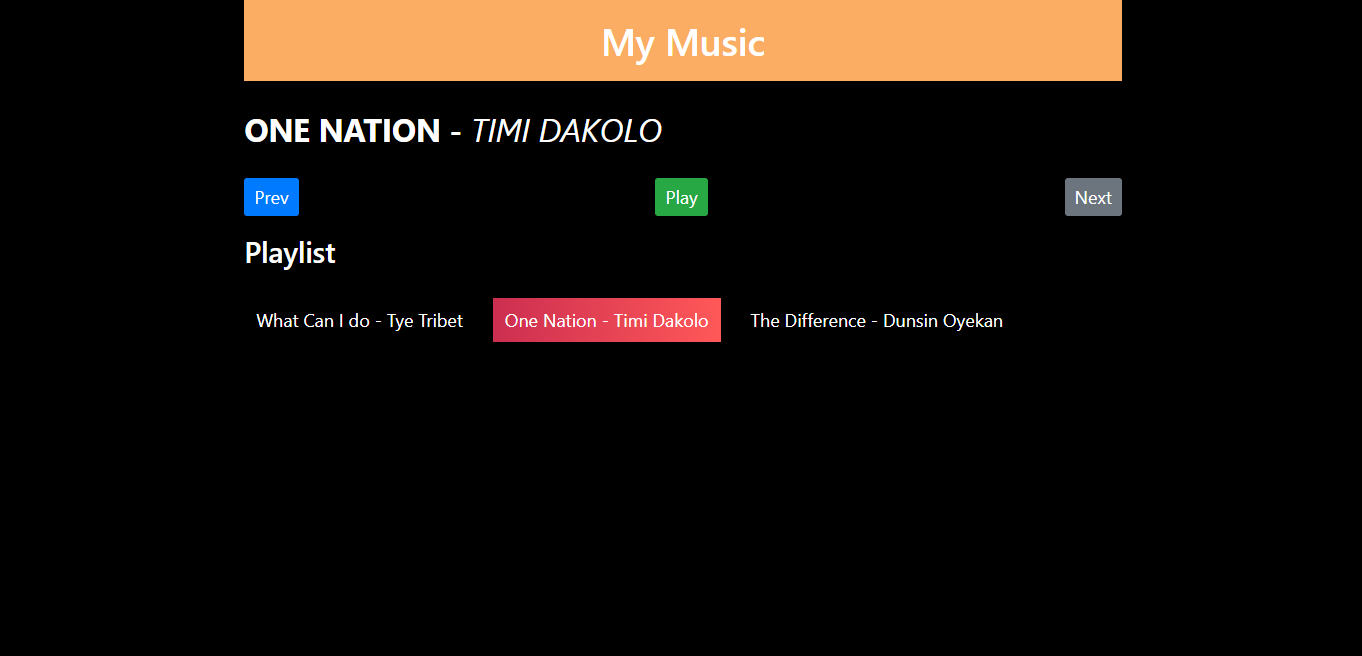 My Music
ONE NATION - TIMI DAKOLO
Prev Play Next
Playlist
What Can I do - Tye Tribet One Nation - Timi Dakolo The Difference - Dunsin Oyekan